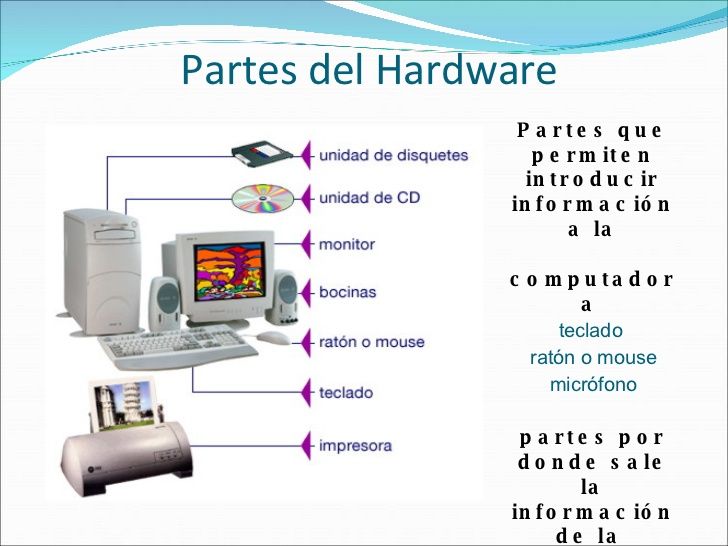 Partes del Hardware
unidad de disquetes
unidad de CD
monitor
bocinas
ratón o mouse
teclado
impresora
Partes que
permiten
introducir
información
a la
computador
a
teclado
ratón o mouse
micrófono
partes por
donde sale
la
información
de la